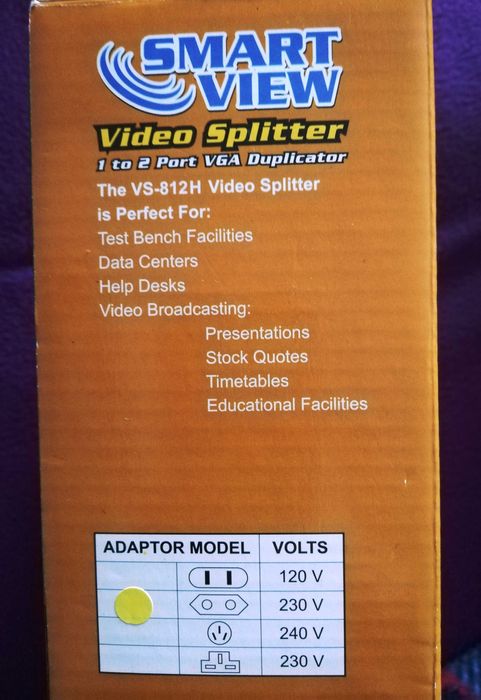 SMART
VIEW
Video Splitter
1 to 2 Port VGA Duplicator
The VS-812H Video Splitter
is Perfect For:
Test Bench Facilities
Data Centers
Help Desks
Video Broadcasting:
Presentations
Stock Quotes
Timetables
Educational Facilities
ADAPTOR MODEL VOLTS
120 V
230 V
240 V
230 V